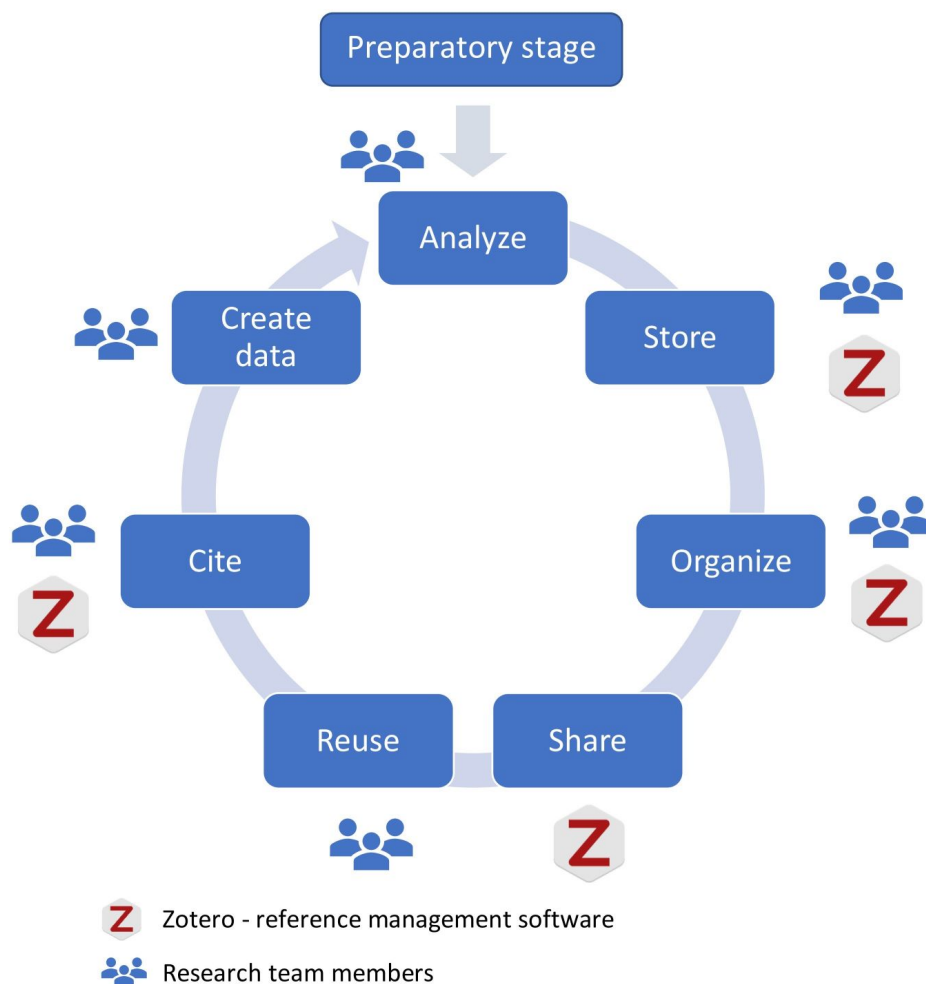 Preparatory stage
Analyze
Store
Organize
Share
Reuse
Cite
Create
data
Z
Z
Z
Z
Z Zotero - reference management software
Research team members